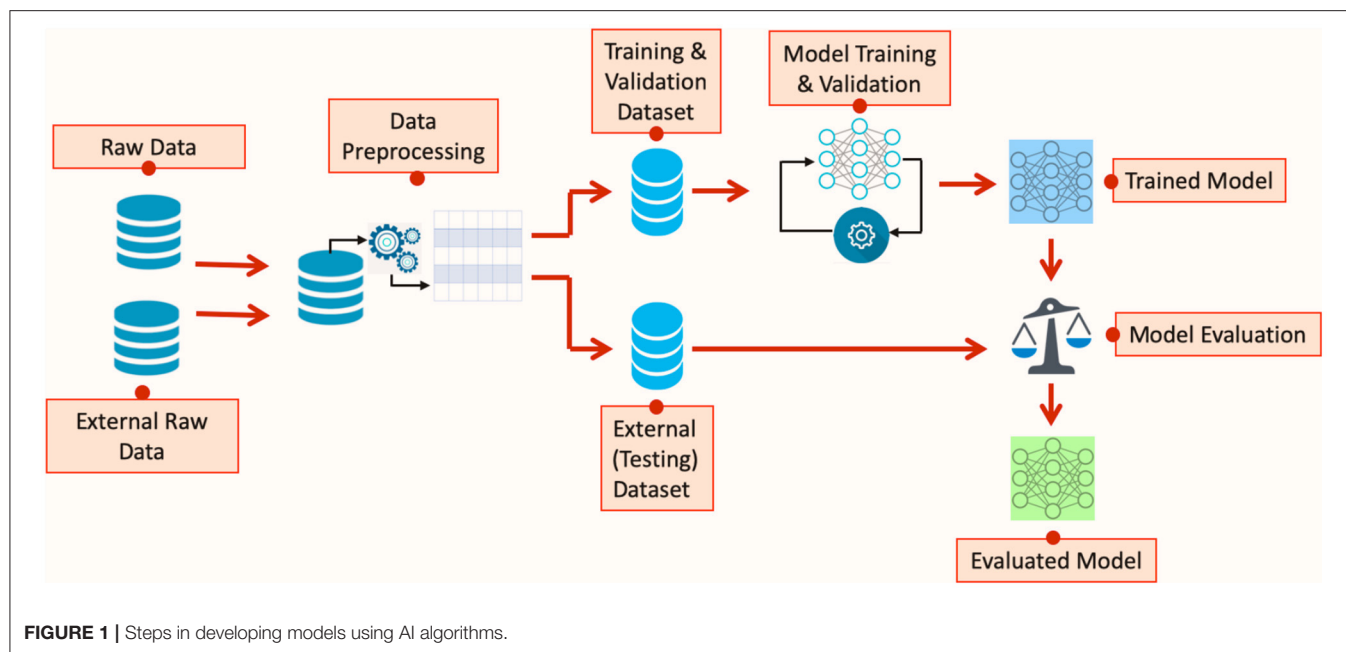 Training &
Validation
Dataset
Model Training
& Validation
Raw Data
Data
Preprocessing
Trained Model
Model Evaluation
External Raw
Data
External
(Testing)
Dataset
Evaluated Model
FIGURE 1 | Steps in developing models using AI algorithms.